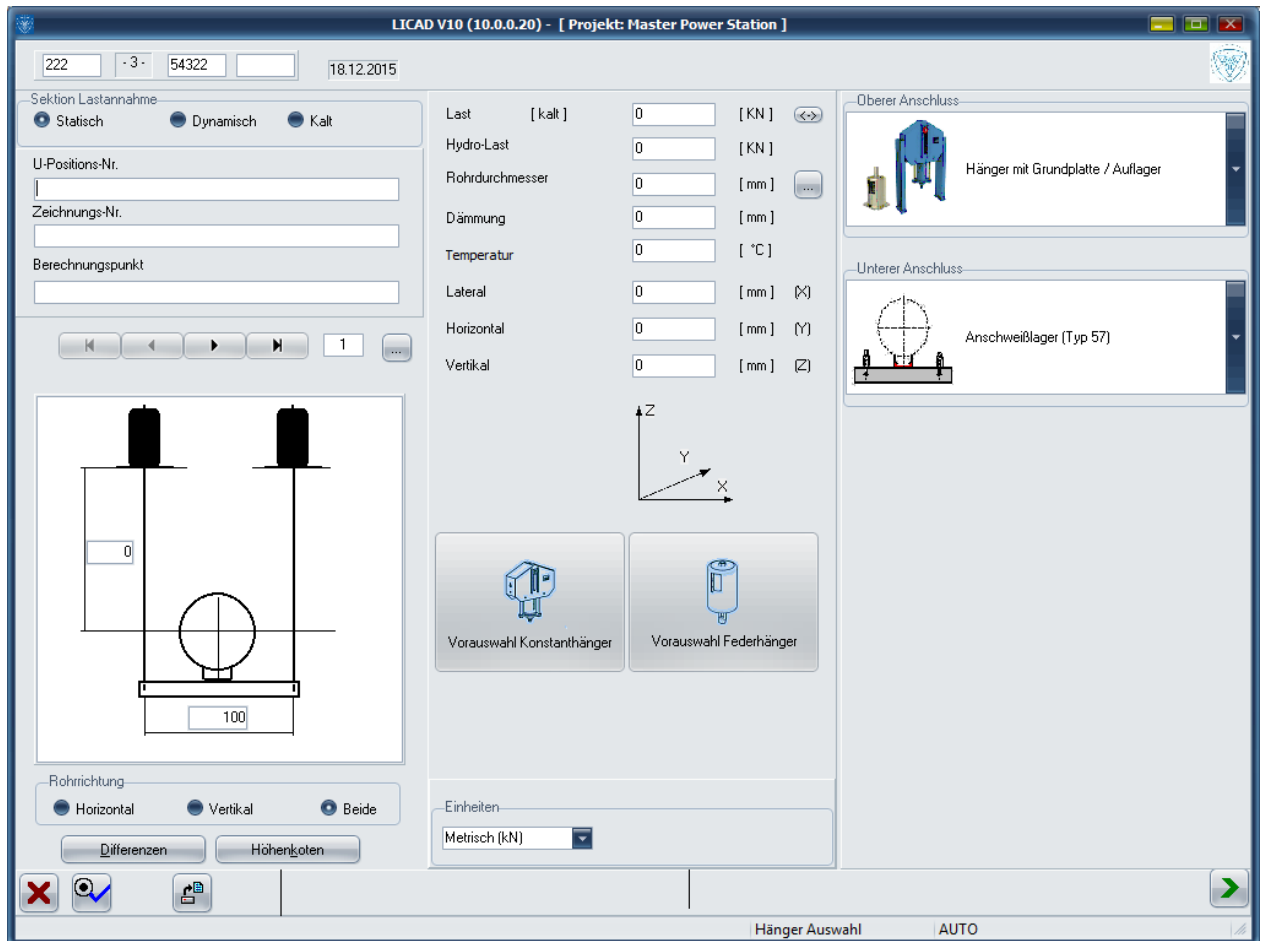 LICAD V10 (10.0.0.20) - [ Projekt: Master Power Station ]
222 - 3 - 54322 18.12.2015
Sektion Lastannahme
Statisch Dynamisch Kalt
U-Positions-Nr.
Zeichnungs-Nr.
Berechnungspunkt
1 ...
0
100
Rohrrichtung
Horizontal Vertikal Beide
Differenzen Höhenkoten
Last [ kalt ] 0 [ KN ] <->
Hydro-Last 0 [ KN ]
Rohrdurchmesser 0 [ mm ] ...
Dämmung 0 [ mm ]
Temperatur 0 [ °C ]
Lateral 0 [ mm ] (X)
Horizontal 0 [ mm ] (Y)
Vertikal 0 [ mm ] (Z)
Z
Y
X
Vorauswahl Konstanthänger Vorauswahl Federhänger
Einheiten
Metrisch (kN)
Oberer Anschluss
Hänger mit Grundplatte / Auflager
Unterer Anschluss
Anschweißlager (Typ 57)
Hänger Auswahl AUTO